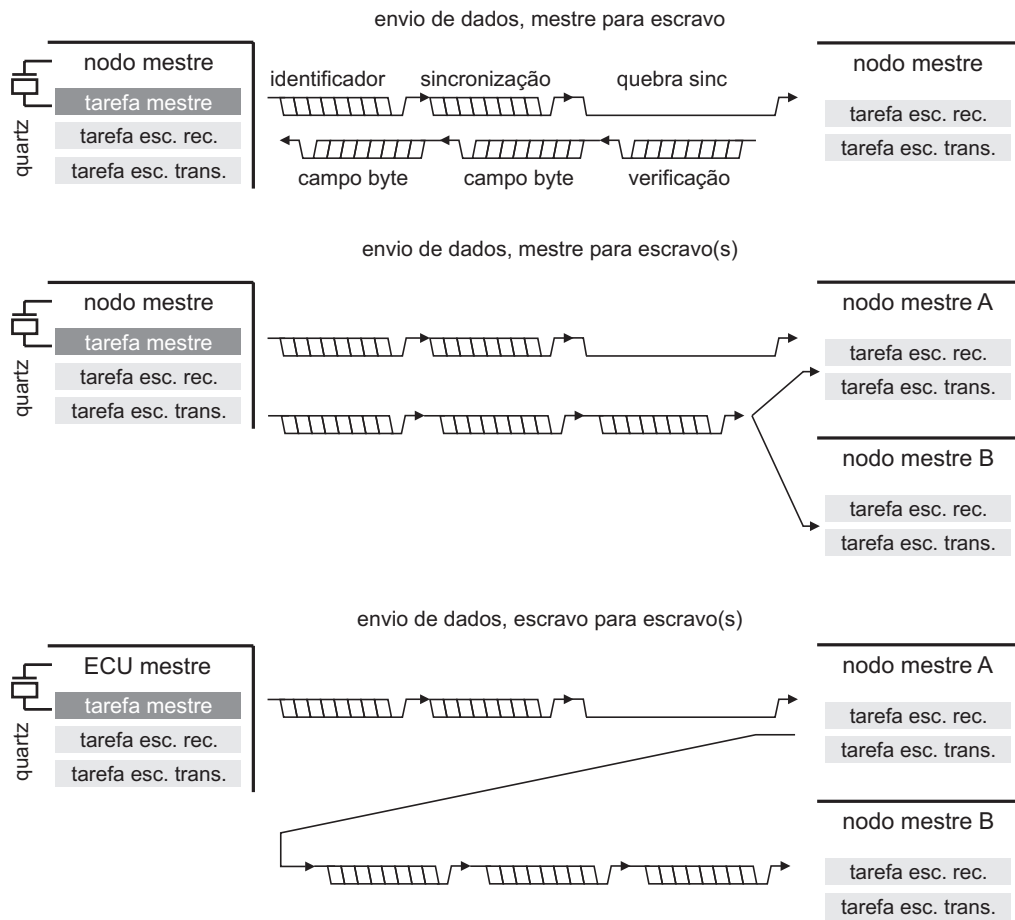 envio de dados, mestre para escravo
nodo mestre
tarefa mestre
tarefa esc. rec.
tarefa esc. trans.
quartz
identificador
sincronização
quebra sinc
campo byte
campo byte
verificação
nodo mestre
tarefa esc. rec.
tarefa esc. trans.
envio de dados, mestre para escravo(s)
nodo mestre
tarefa mestre
tarefa esc. rec.
tarefa esc. trans.
quartz
nodo mestre A
tarefa esc. rec.
tarefa esc. trans.
nodo mestre B
tarefa esc. rec.
tarefa esc. trans.
envio de dados, escravo para escravo(s)
ECU mestre
tarefa mestre
tarefa esc. rec.
tarefa esc. trans.
quartz
nodo mestre A
tarefa esc. rec.
tarefa esc. trans.
nodo mestre B
tarefa esc. rec.
tarefa esc. trans.